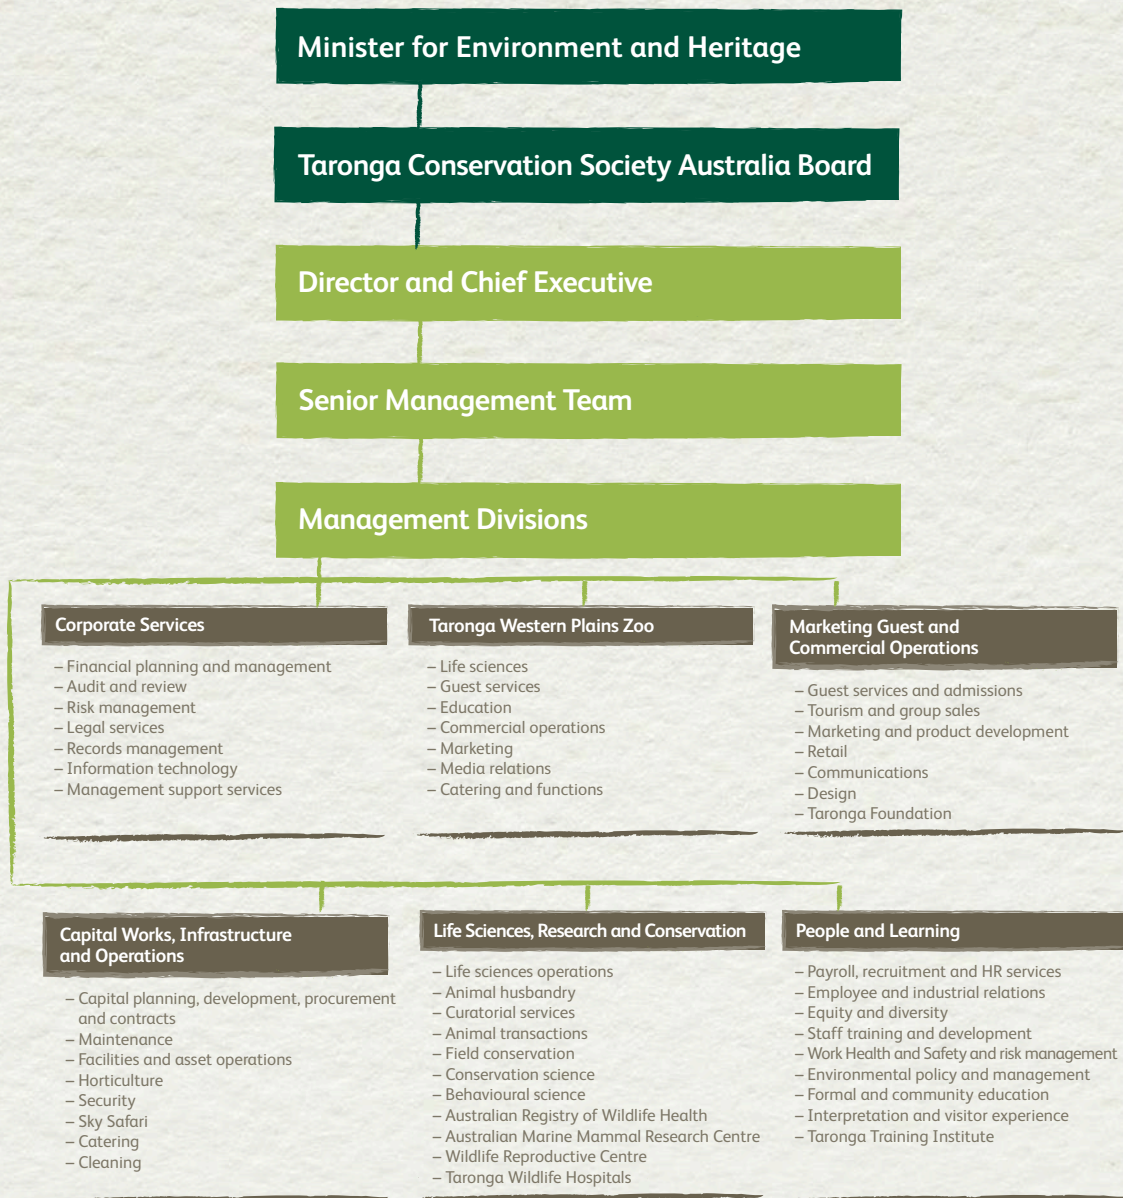 Minister for Environment and Heritage
Taronga Conservation Society Australia Board
Director and Chief Executive
Senior Management Team
Management Divisions
Corporate Services
– Financial planning and management
– Audit and review
– Risk management
– Legal services
– Records management
– Information technology
– Management support services
Taronga Western Plains Zoo
– Life sciences
– Guest services
– Education
– Commercial operations
– Marketing
– Media relations
– Catering and functions
Marketing Guest and
Commercial Operations
– Guest services and admissions
– Tourism and group sales
– Marketing and product development
– Retail
– Communications
– Design
– Taronga Foundation
Capital Works, Infrastructure
and Operations
– Capital planning, development, procurement
and contracts
– Maintenance
– Facilities and asset operations
– Horticulture
– Security
– Sky Safari
– Catering
– Cleaning
Life Sciences, Research and Conservation
– Life sciences operations
– Animal husbandry
– Curatorial services
– Animal transactions
– Field conservation
– Conservation science
– Behavioural science
– Australian Registry of Wildlife Health
– Australian Marine Mammal Research Centre
– Wildlife Reproductive Centre
– Taronga Wildlife Hospitals
People and Learning
– Payroll, recruitment and HR services
– Employee and industrial relations
– Equity and diversity
– Staff training and development
– Work Health and Safety and risk management
– Environmental policy and management
– Formal and community education
– Interpretation and visitor experience
– Taronga Training Institute